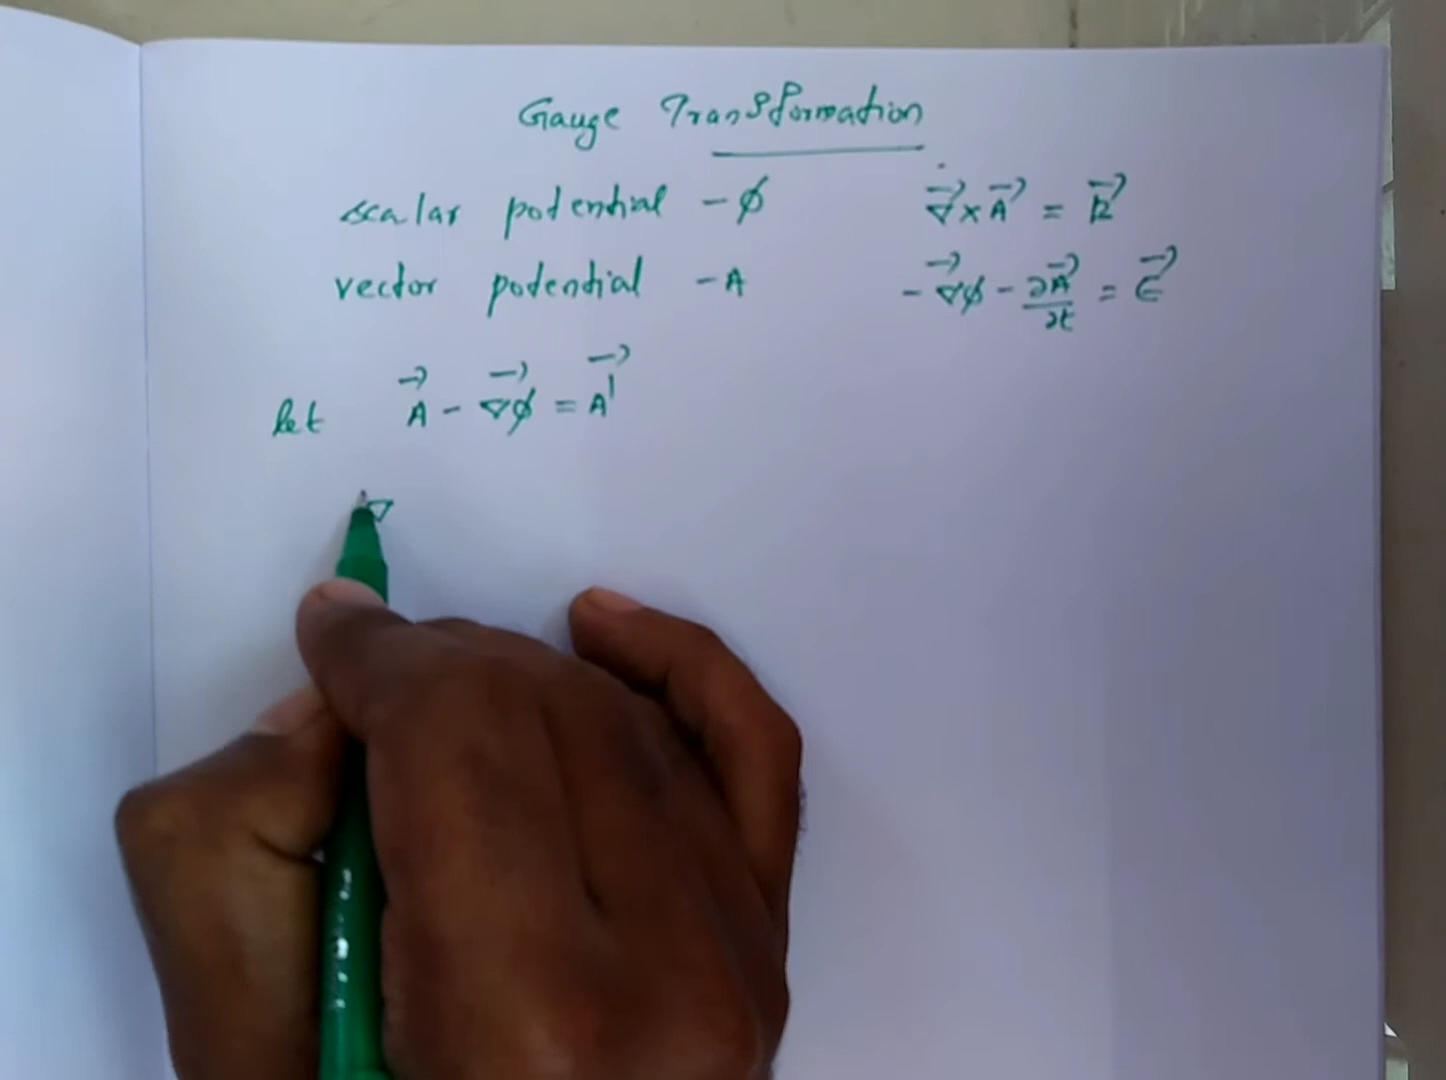 Gauge Transformation
scalar potential - ϕ
∇⃗ × A⃗ = B⃗
vector potential - A
- ∇⃗ϕ - ∂A⃗/∂t = E⃗
let A⃗ - ∇⃗ϕ = A⃗'
∇